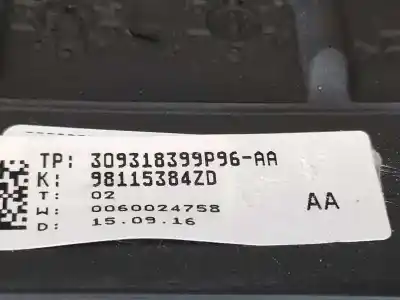 TP: 309318399P96-AA
K: 98115384ZD
T: 02
W: 0060024758
D: 15.09.16
AA